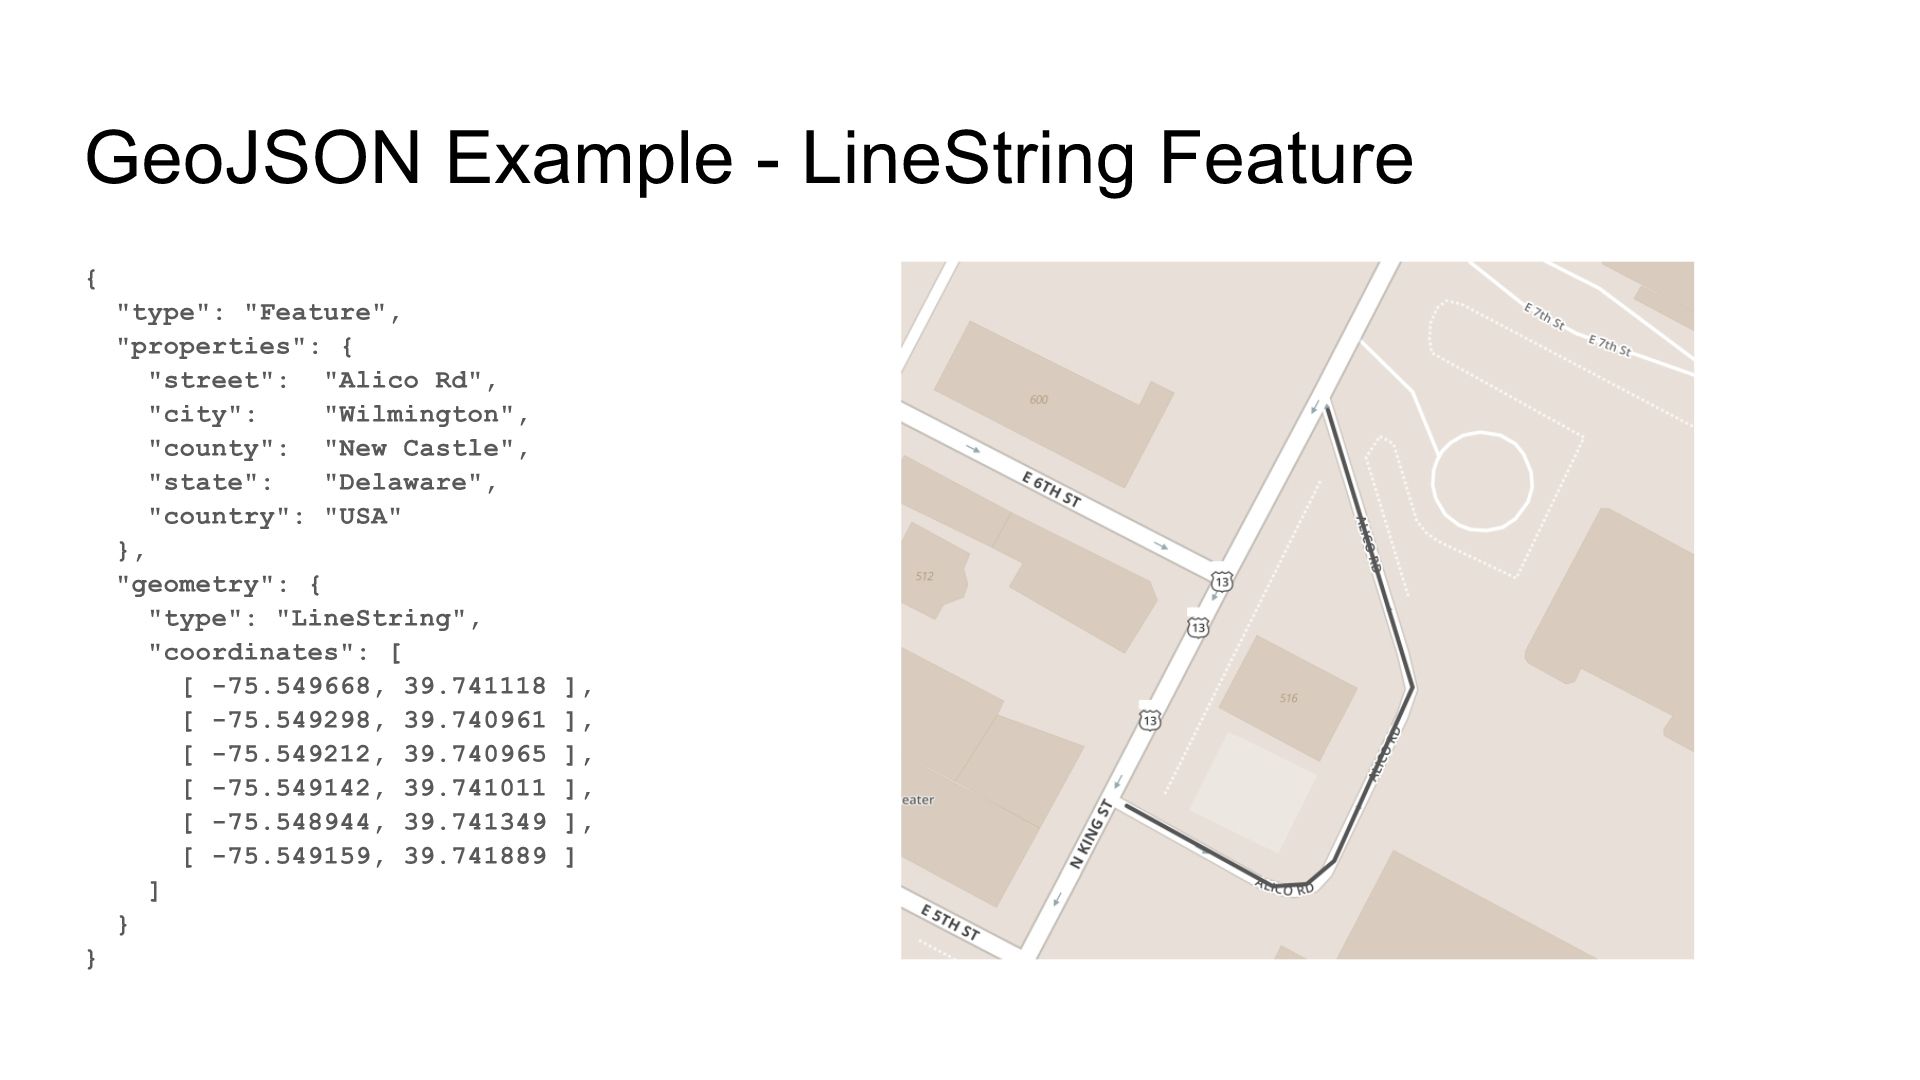 GeoJSON Example - LineString Feature
{
  "type": "Feature",
  "properties": {
    "street":  "Alico Rd",
    "city":    "Wilmington",
    "county":  "New Castle",
    "state":   "Delaware",
    "country": "USA"
  },
  "geometry": {
    "type": "LineString",
    "coordinates": [
      [ -75.549668, 39.741118 ],
      [ -75.549298, 39.740961 ],
      [ -75.549212, 39.740965 ],
      [ -75.549142, 39.741011 ],
      [ -75.548944, 39.741349 ],
      [ -75.549159, 39.741889 ]
    ]
  }
}
E 7th St
E 7th St
600
E 6TH ST
ALICO RD
512
13
13
516
13
ALICO RD
eater
N KING ST
ALICO RD
E 5TH ST